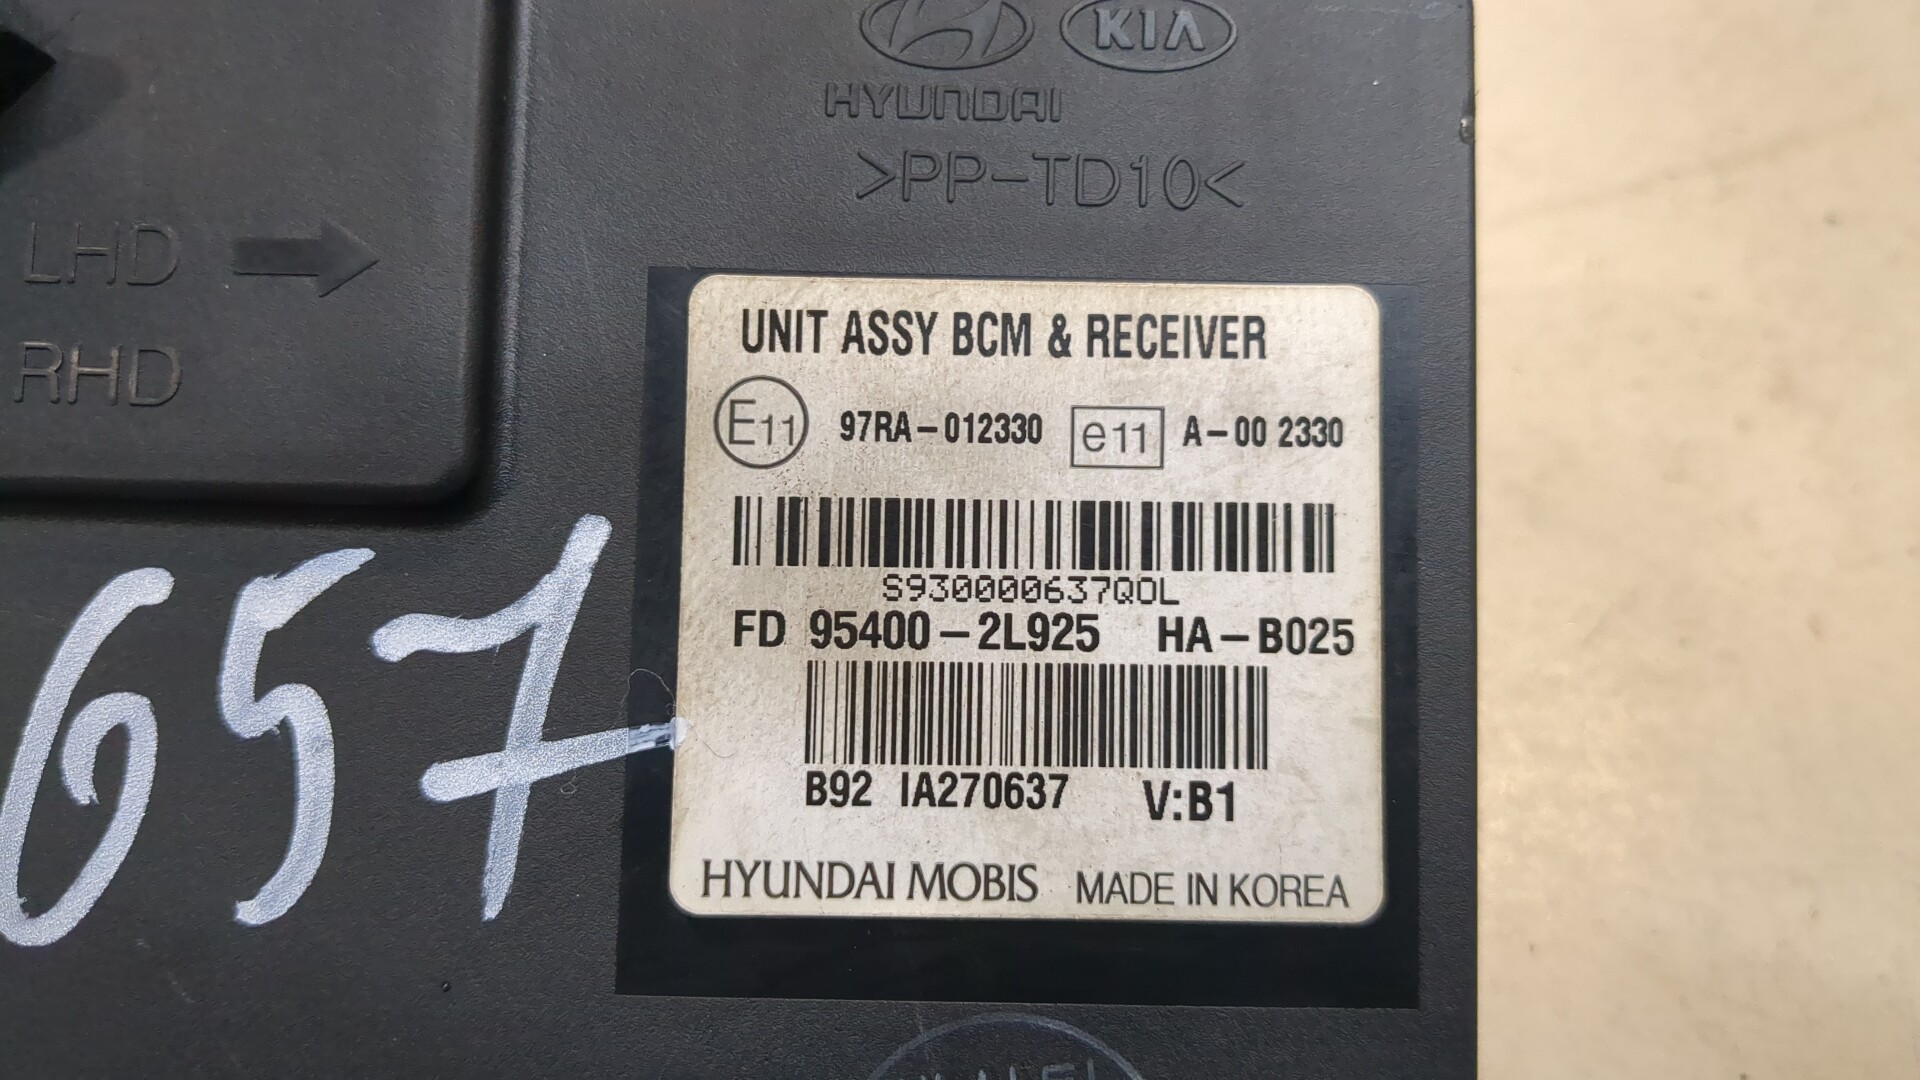 KIA
HYUNDAI
>PP-TD10<
LHD
RHD
UNIT ASSY BCM & RECEIVER
E11 97RA-012330 e11 A-00 2330
S930000637QOL
FD 95400-2L925 HA-B025
B92 IA270637 V:B1
HYUNDAI MOBIS MADE IN KOREA
657